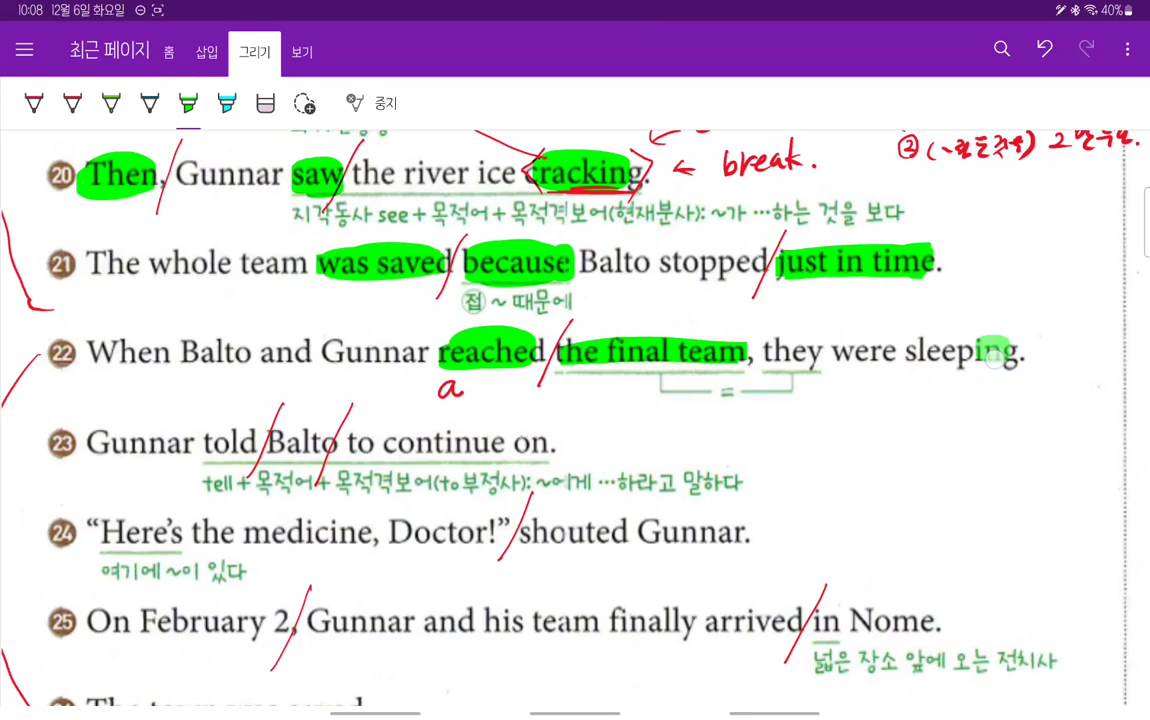 10:08 12월 6일 화요일 40%
최근 페이지 홈 삽입 그리기 보기
중지
② (~
⑳ Then, Gunnar saw the river ice cracking. ← break.
지각동사 see + 목적어 + 목적격 보어(현재분사): ~가 …하는 것을 보다
㉑ The whole team was saved because Balto stopped just in time.
접 ~ 때문에
㉒ When Balto and Gunnar reached the final team, they were sleeping.
a =
㉓ Gunnar told Balto to continue on.
tell + 목적어 + 목적격 보어(to부정사): ~에게 …하라고 말하다
㉔ “Here’s the medicine, Doctor!” shouted Gunnar.
여기에 ~이 있다
㉕ On February 2, Gunnar and his team finally arrived in Nome.
넓은 장소 앞에 오는 전치사